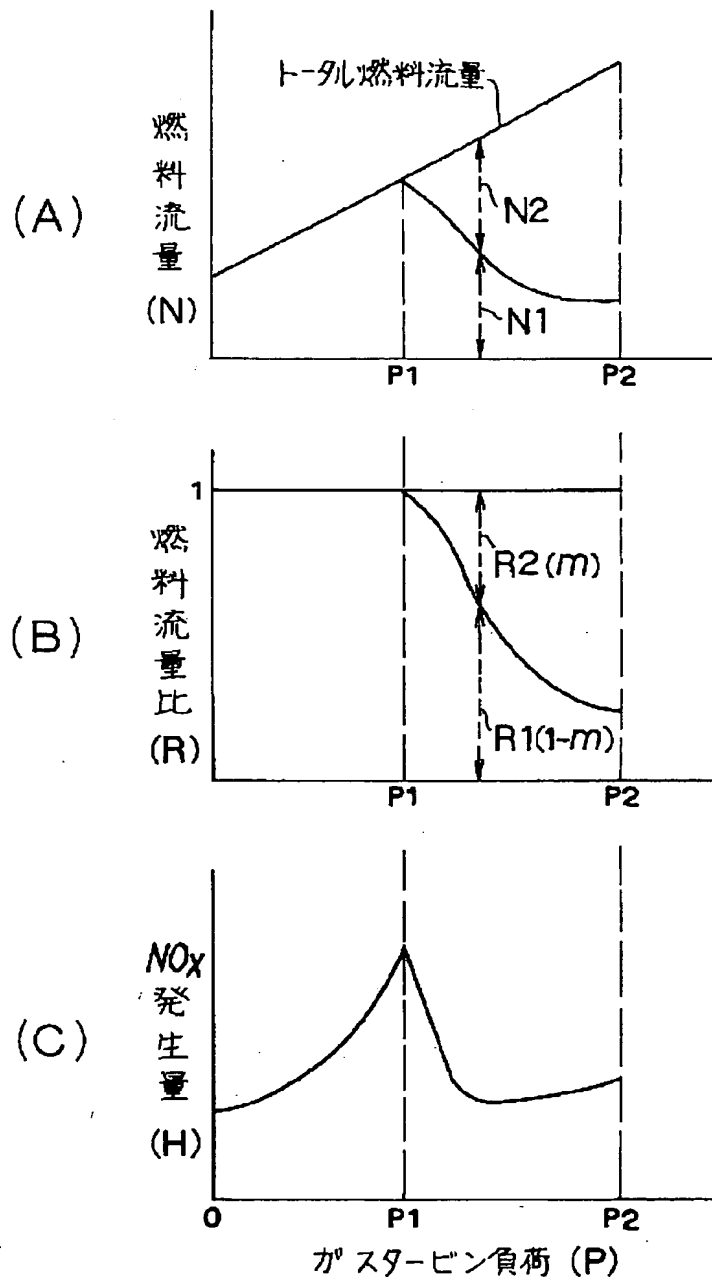 (A)
燃料流量
(N)
トータル燃料流量
N2
N1
P1
P2
(B)
1
燃料流量比
(R)
R2(m)
R1(1-m)
P1
P2
(C)
NOx
発生量
(H)
0
P1
P2
ガスタービン負荷 (P)